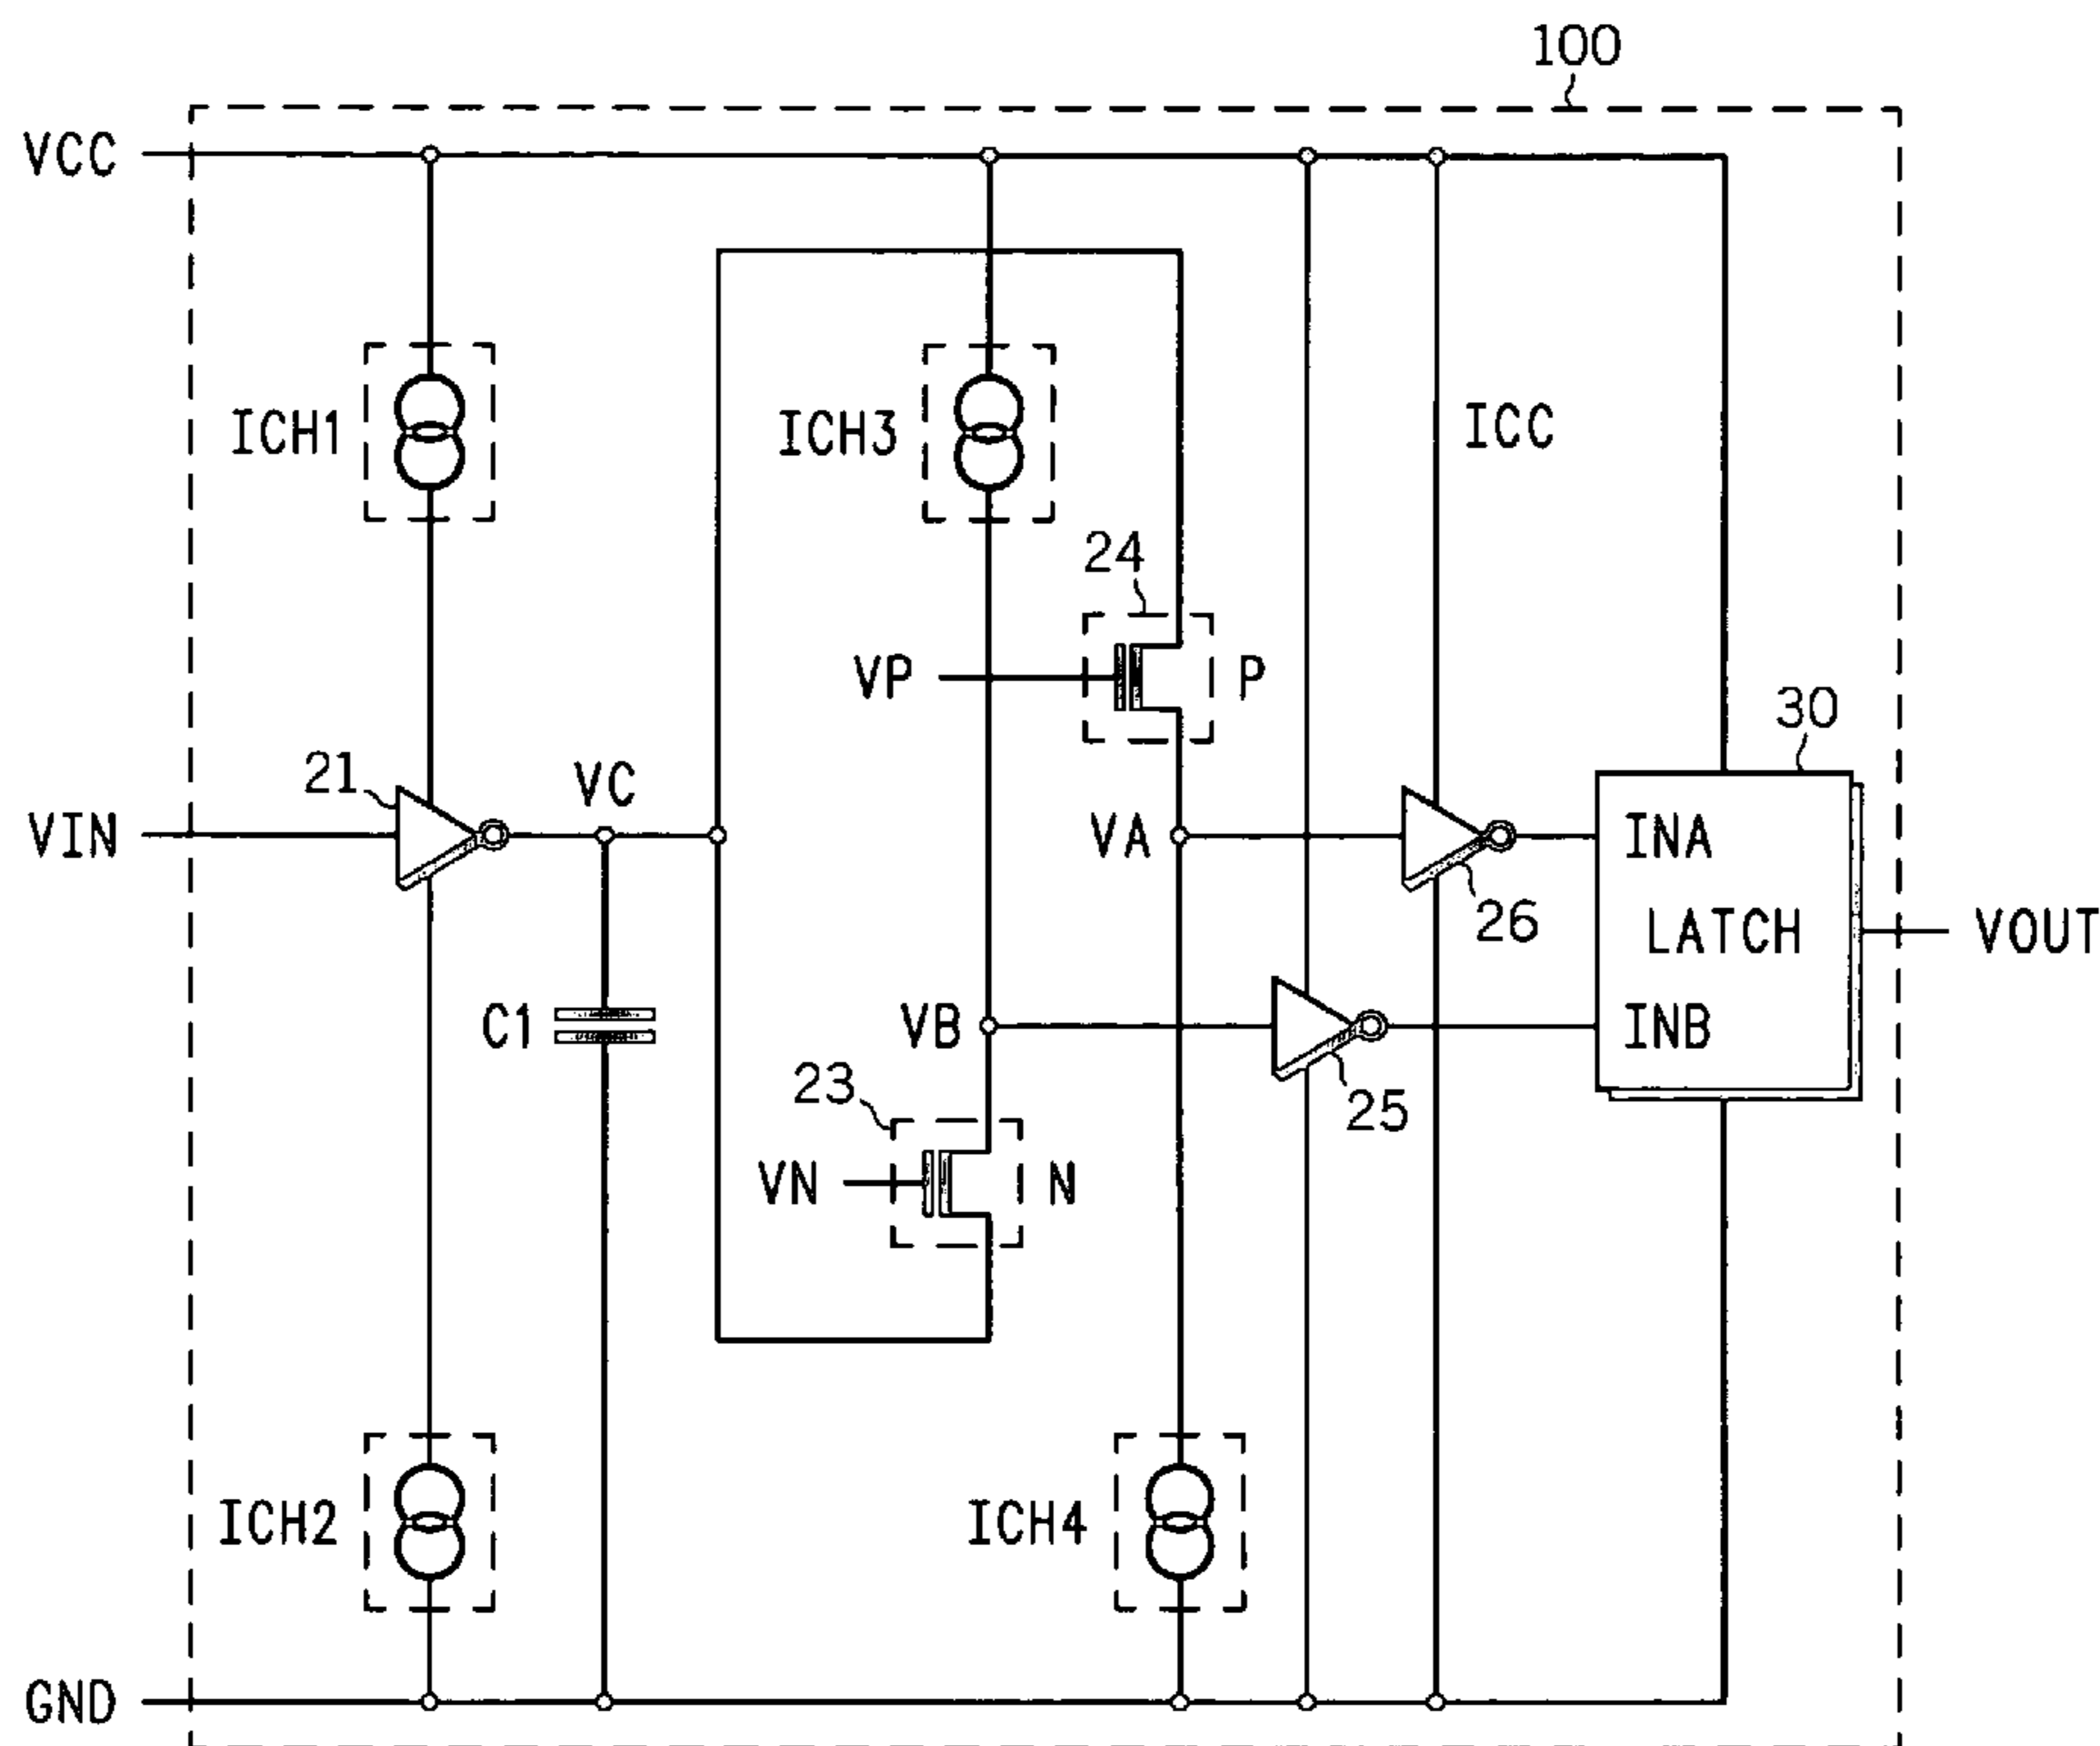 100
VCC
ICH1
ICH3
ICC
24
VP
P
30
21
VC
VIN
VA
INA
26
LATCH
VOUT
C1
VB
INB
23
25
VN
N
ICH2
ICH4
GND